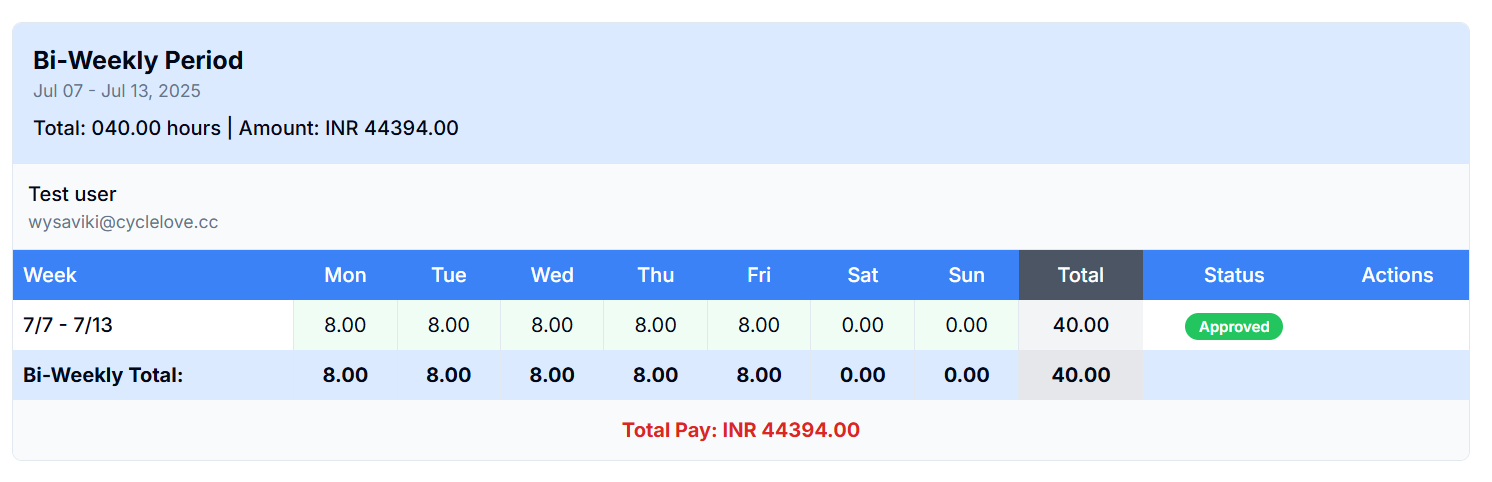 Bi-Weekly Period
Jul 07 - Jul 13, 2025
Total: 040.00 hours | Amount: INR 44394.00
Test user
wysaviki@cyclelove.cc
Week Mon Tue Wed Thu Fri Sat Sun Total Status Actions
7/7 - 7/13 8.00 8.00 8.00 8.00 8.00 0.00 0.00 40.00 Approved
Bi-Weekly Total: 8.00 8.00 8.00 8.00 8.00 0.00 0.00 40.00
Total Pay: INR 44394.00